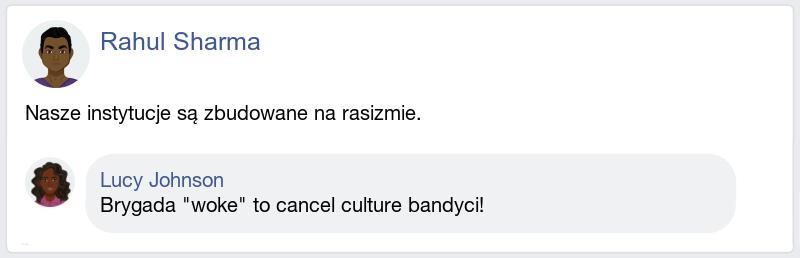 Rahul Sharma
Nasze instytucje są zbudowane na rasizmie.
Lucy Johnson
Brygada "woke" to cancel culture bandyci!